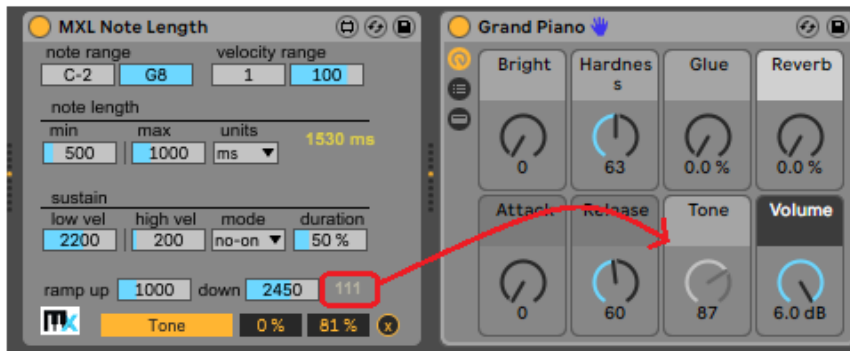 MXL Note Length
note range velocity range
C-2 G8 1 100
note length
min max units
500 1000 ms 1530 ms
sustain
low vel high vel mode duration
2200 200 no-on 50 %
ramp up 1000 down 2450 111
mx Tone 0 % 81 % x
Grand Piano
Bright Hardnes Glue Reverb
s
0 63 0.0 % 0.0 %
Attack Release Tone Volume
0 60 87 6.0 dB